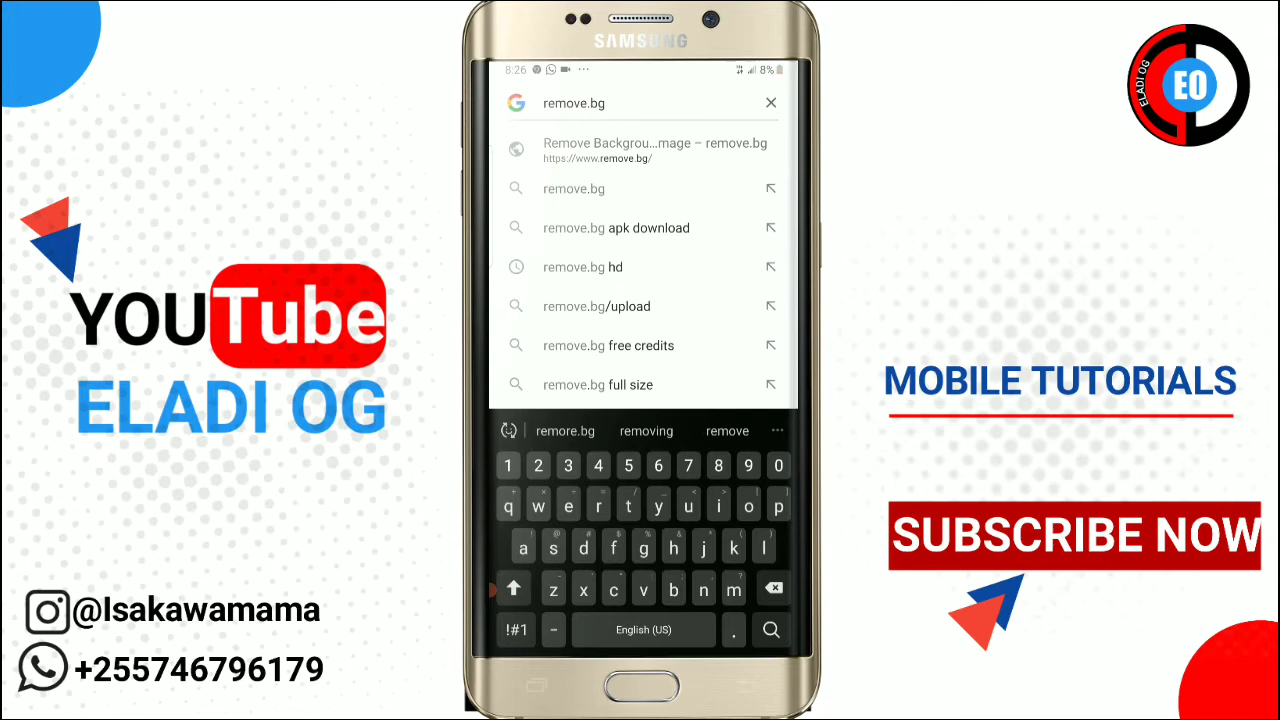 SAMSUNG
8:26
8%
remove.bg
Remove Backgrou...mage – remove.bg
https://www.remove.bg/
remove.bg
remove.bg apk download
remove.bg hd
remove.bg/upload
remove.bg free credits
remove.bg full size
remore.bg removing remove
1 2 3 4 5 6 7 8 9 0
q w e r t y u i o p
a s d f g h j k l
z x c v b n m
!#1 English (US) .
YOUTube
ELADI OG
@Isakawamama
+255746796179
ELADI OG
EO
MOBILE TUTORIALS
SUBSCRIBE NOW